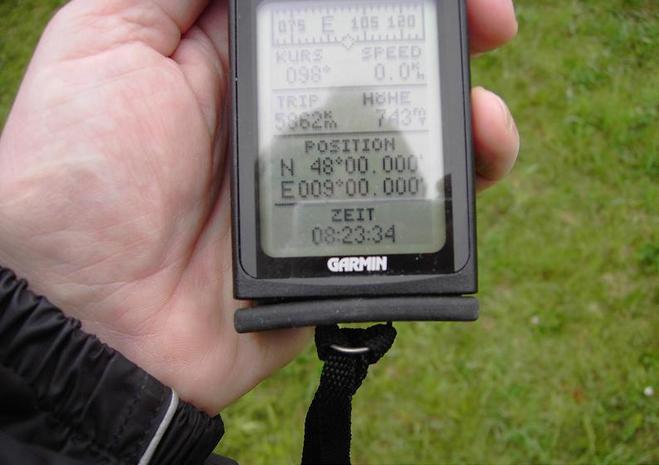 075 E 105 120
KURS SPEED
098° 0.0 k/h
TRIP HÖHE
5862 k/m 743 m/v
POSITION
N 48°00.000'
E009°00.000'
ZEIT
08:23:34
GARMIN